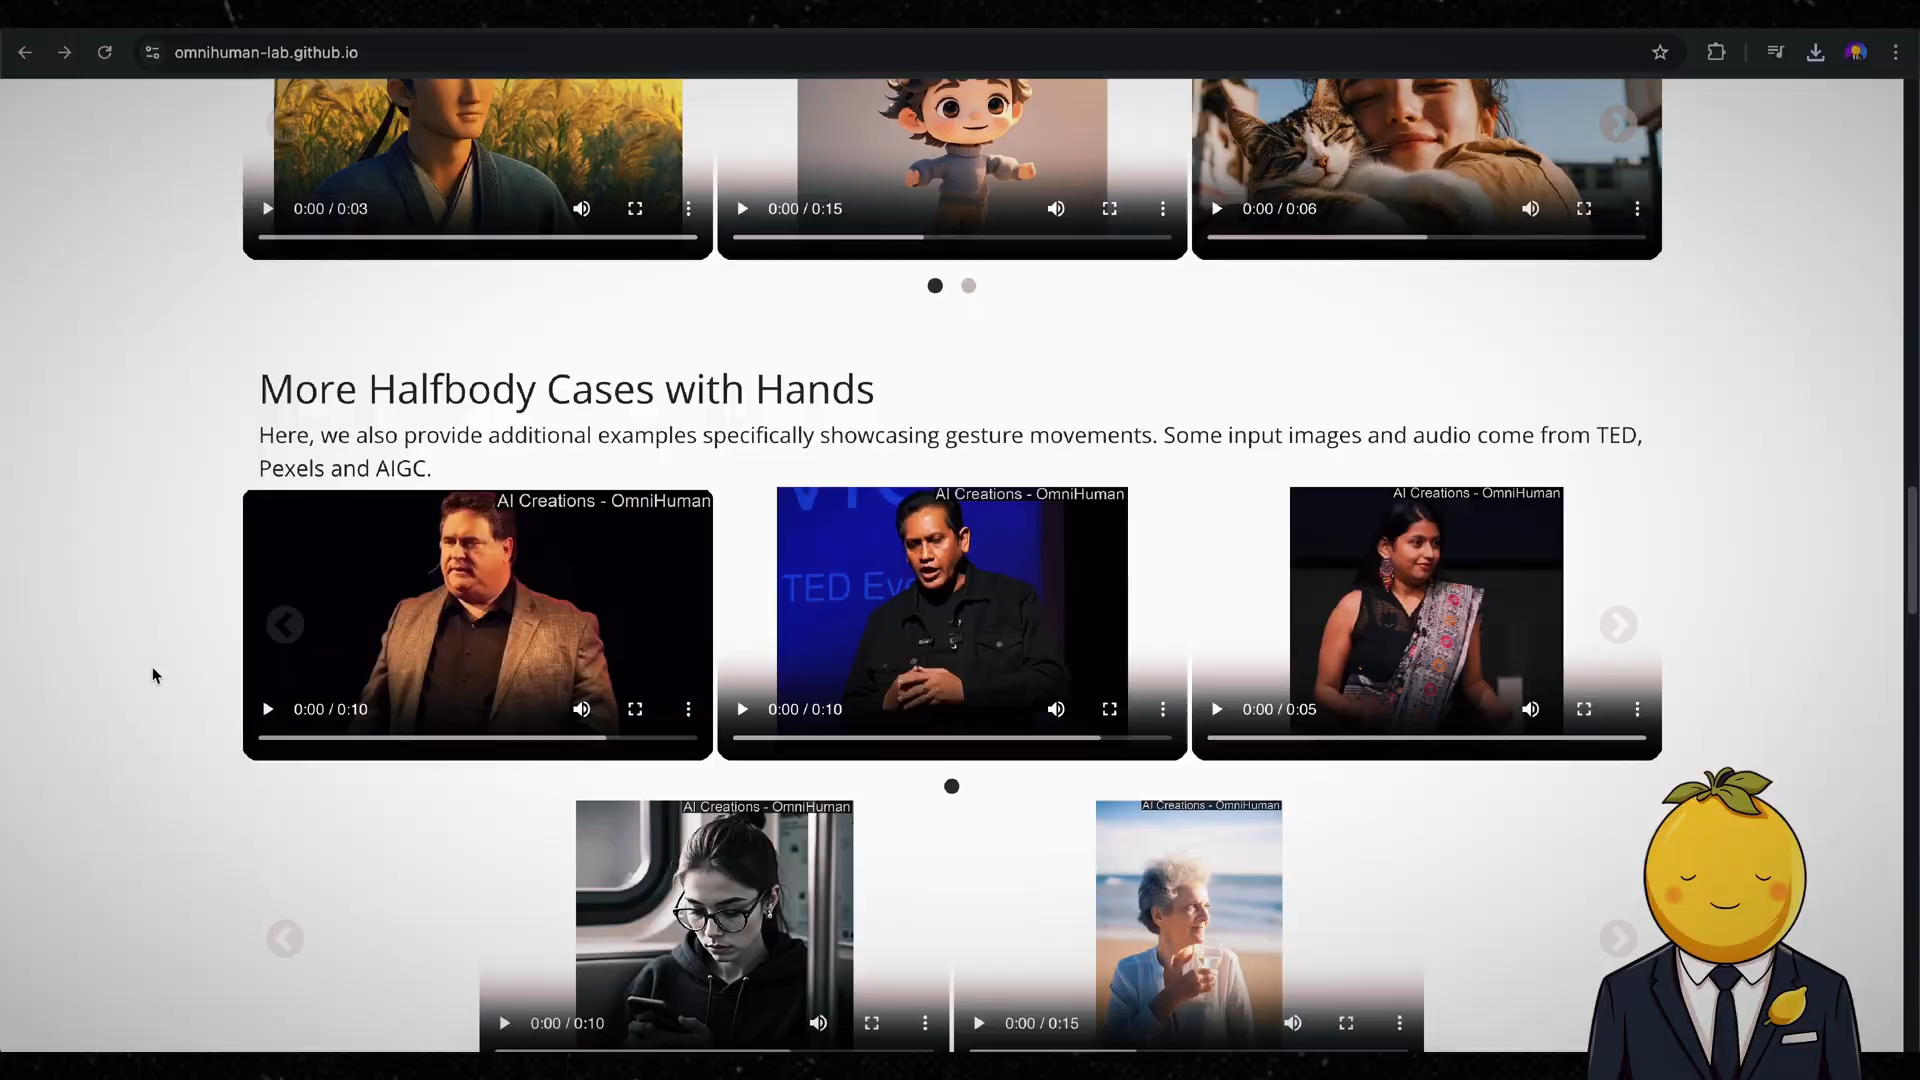 omnihuman-lab.github.io
0:00 / 0:03
0:00 / 0:15
0:00 / 0:06
More Halfbody Cases with Hands
Here, we also provide additional examples specifically showcasing gesture movements. Some input images and audio come from TED,
Pexels and AIGC.
AI Creations - OmniHuman
AI Creations - OmniHuman
AI Creations - OmniHuman
TED Eve
0:00 / 0:10
0:00 / 0:10
0:00 / 0:05
AI Creations - OmniHuman
AI Creations - OmniHuman
0:00 / 0:10
0:00 / 0:15